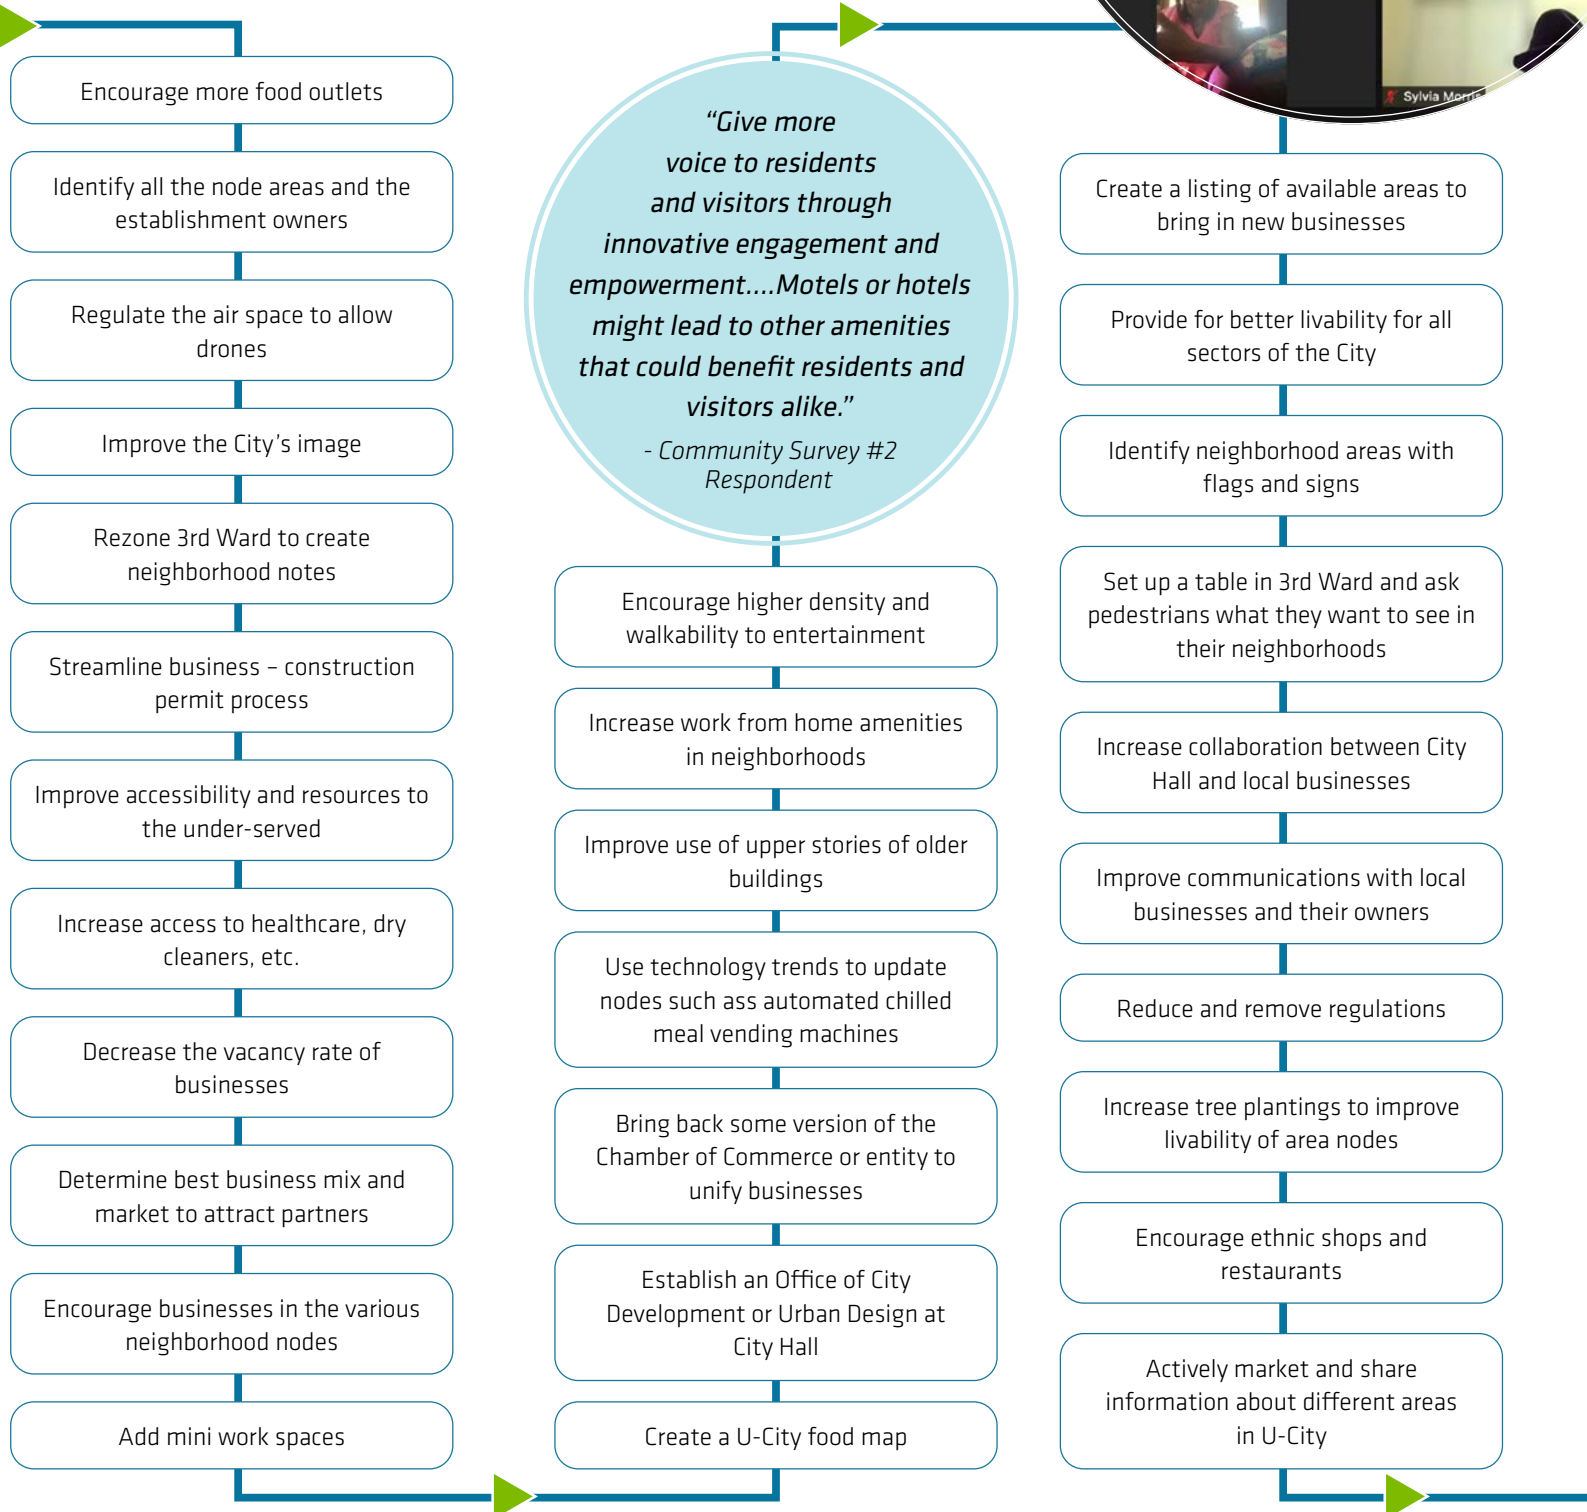 Encourage more food outlets
Identify all the node areas and the
establishment owners
Regulate the air space to allow
drones
Improve the City’s image
Rezone 3rd Ward to create
neighborhood notes
Streamline business – construction
permit process
Improve accessibility and resources to
the under-served
Increase access to healthcare, dry
cleaners, etc.
Decrease the vacancy rate of
businesses
Determine best business mix and
market to attract partners
Encourage businesses in the various
neighborhood nodes
Add mini work spaces
“Give more
voice to residents
and visitors through
innovative engagement and
empowerment....Motels or hotels
might lead to other amenities
that could benefit residents and
visitors alike.”
- Community Survey #2
Respondent
Encourage higher density and
walkability to entertainment
Increase work from home amenities
in neighborhoods
Improve use of upper stories of older
buildings
Use technology trends to update
nodes such ass automated chilled
meal vending machines
Bring back some version of the
Chamber of Commerce or entity to
unify businesses
Establish an Office of City
Development or Urban Design at
City Hall
Create a U-City food map
Sylvia Morris
Create a listing of available areas to
bring in new businesses
Provide for better livability for all
sectors of the City
Identify neighborhood areas with
flags and signs
Set up a table in 3rd Ward and ask
pedestrians what they want to see in
their neighborhoods
Increase collaboration between City
Hall and local businesses
Improve communications with local
businesses and their owners
Reduce and remove regulations
Increase tree plantings to improve
livability of area nodes
Encourage ethnic shops and
restaurants
Actively market and share
information about different areas
in U-City